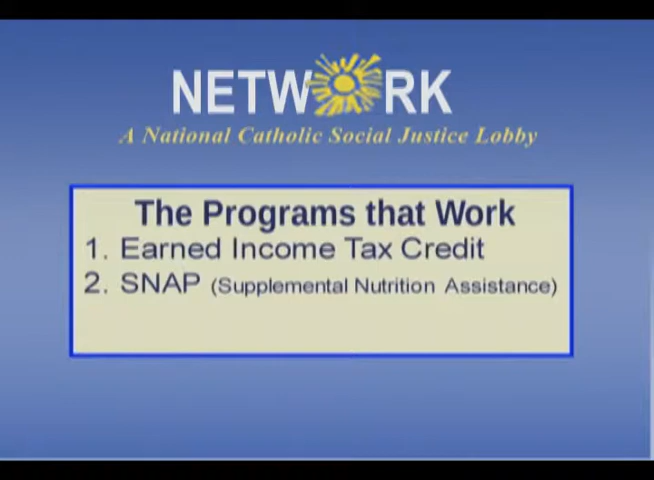 NETWORK
A National Catholic Social Justice Lobby
The Programs that Work
1. Earned Income Tax Credit
2. SNAP (Supplemental Nutrition Assistance)